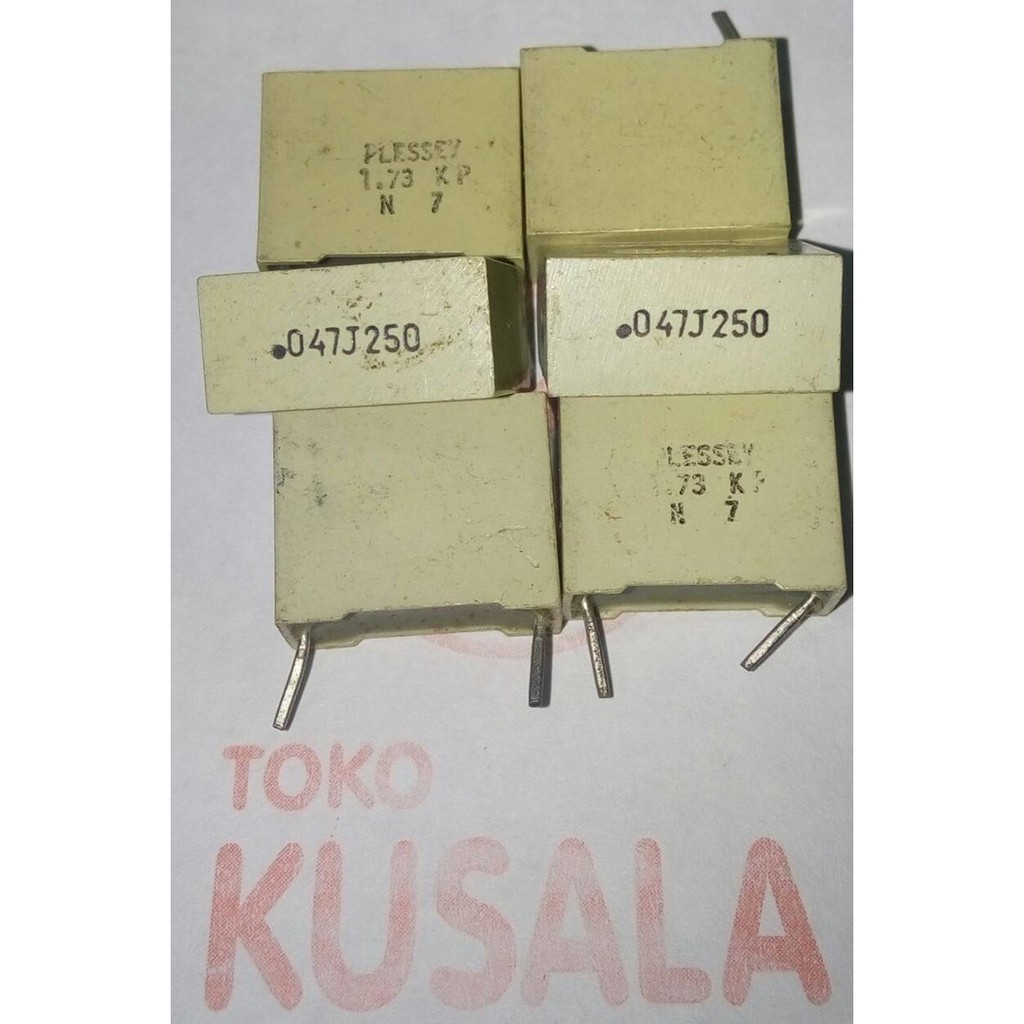 PLESSEY
1.73 KP
N 7
.047J250
.047J250
LESSEY
.73 K
N 7
TOKO
KUSALA